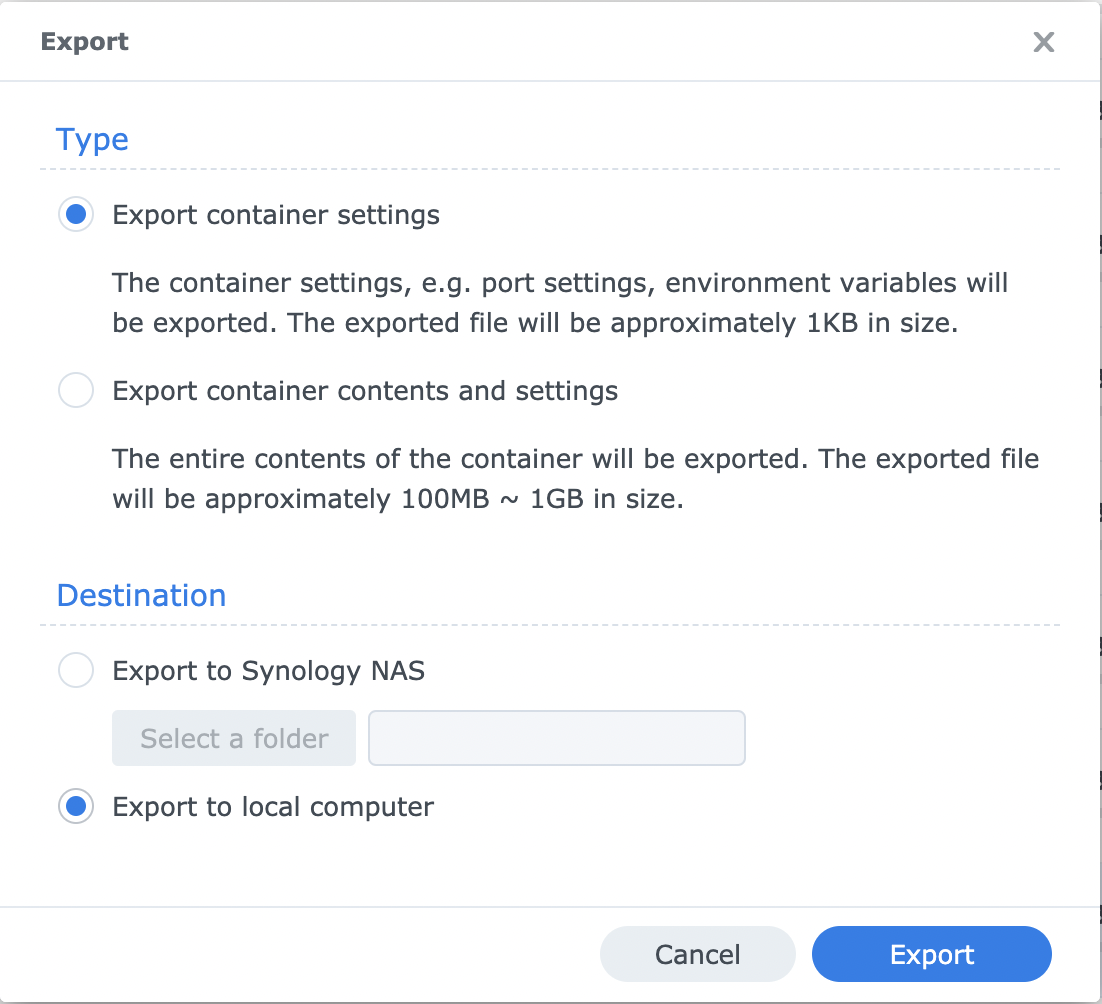 Export
Type
Export container settings
The container settings, e.g. port settings, environment variables will
be exported. The exported file will be approximately 1KB in size.
Export container contents and settings
The entire contents of the container will be exported. The exported file
will be approximately 100MB ~ 1GB in size.
Destination
Export to Synology NAS
Select a folder
Export to local computer
Cancel
Export